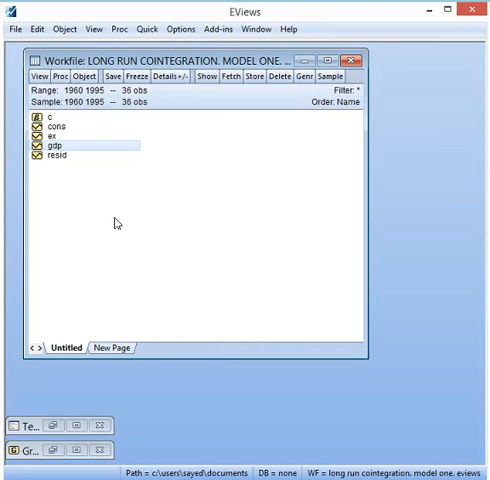 EViews
File Edit Object View Proc Quick Options Add-ins Window Help
Workfile: LONG RUN COINTEGRATION. MODEL ONE. ...
View Proc Object Save Freeze Details+/- Show Fetch Store Delete Genr Sample
Range: 1960 1995 -- 36 obs Filter: *
Sample: 1960 1995 -- 36 obs Order: Name
β c
cons
ex
gdp
resid
< > Untitled New Page
Te...
G Gr...
Path = c:\users\sayed\documents DB = none WF = long run cointegration. model one. eviews